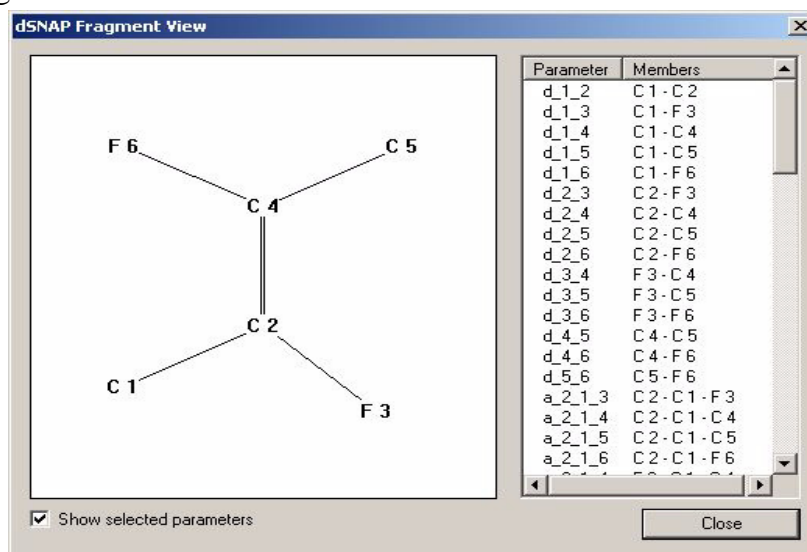 dSNAP Fragment View
F 6
C 5
C 4
C 2
C 1
F 3
Parameter Members
d_1_2 C 1 - C 2
d_1_3 C 1 - F 3
d_1_4 C 1 - C 4
d_1_5 C 1 - C 5
d_1_6 C 1 - F 6
d_2_3 C 2 - F 3
d_2_4 C 2 - C 4
d_2_5 C 2 - C 5
d_2_6 C 2 - F 6
d_3_4 F 3 - C 4
d_3_5 F 3 - C 5
d_3_6 F 3 - F 6
d_4_5 C 4 - C 5
d_4_6 C 4 - F 6
d_5_6 C 5 - F 6
a_2_1_3 C 2 - C 1 - F 3
a_2_1_4 C 2 - C 1 - C 4
a_2_1_5 C 2 - C 1 - C 5
a_2_1_6 C 2 - C 1 - F 6
Show selected parameters
Close